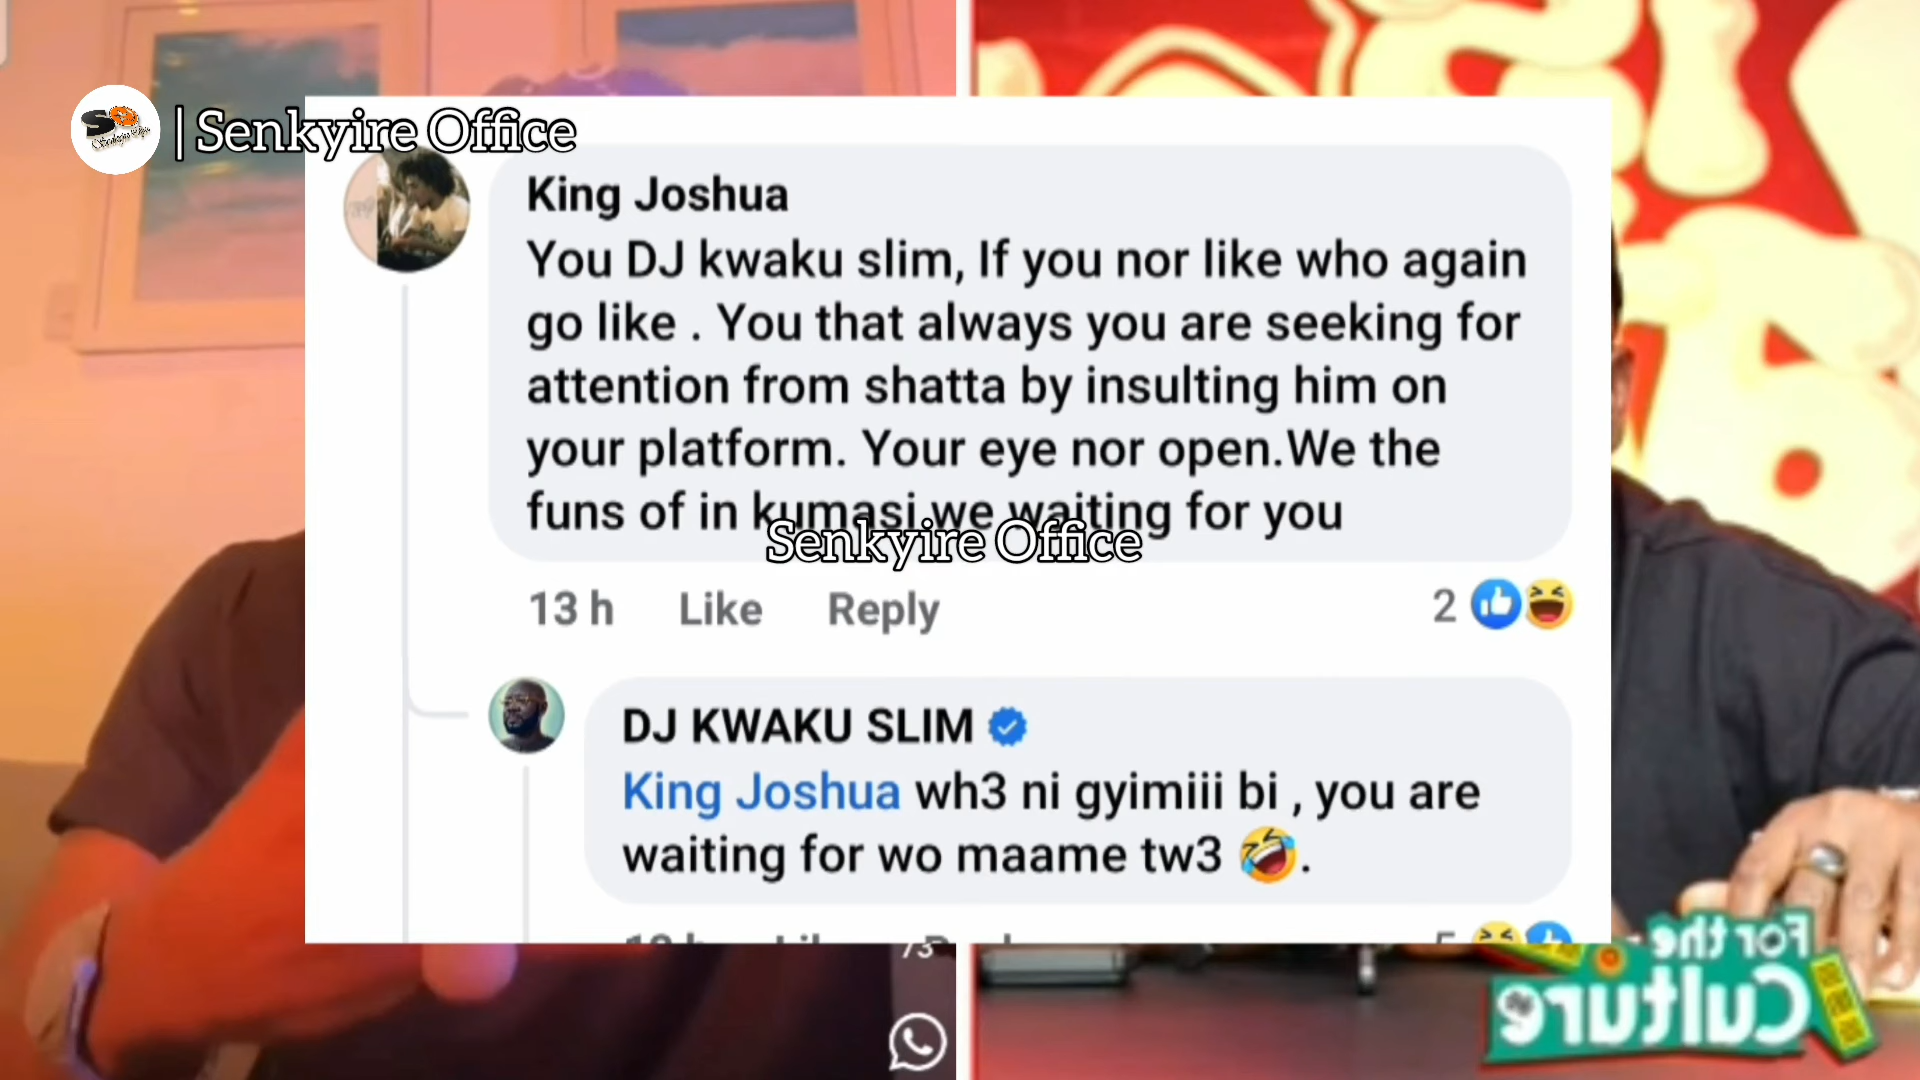 | Senkyire Office
King Joshua
You DJ kwaku slim, If you nor like who again
go like . You that always you are seeking for
attention from shatta by insulting him on
your platform. Your eye nor open.We the
funs of in kumasi,we waiting for you
Senkyire Office
13 h Like Reply 2
DJ KWAKU SLIM
King Joshua wh3 ni gyimiii bi , you are
waiting for wo maame tw3 🤣.
For the
Culture